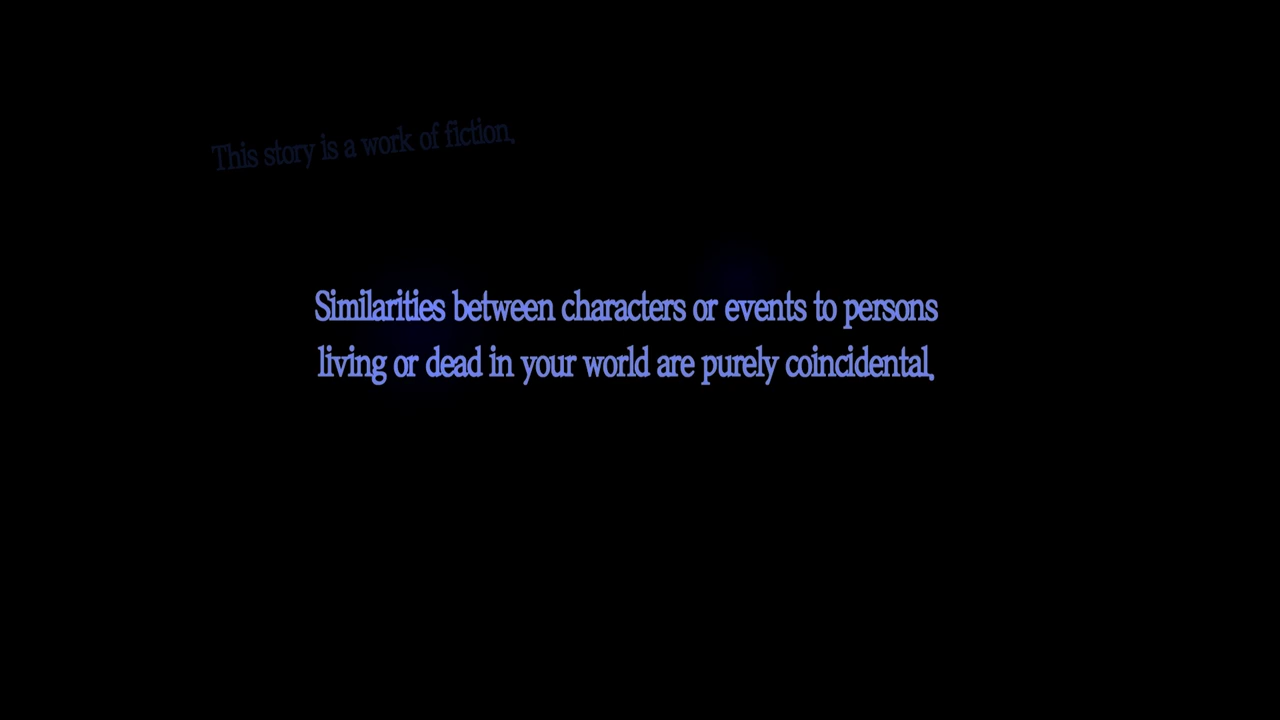 This story is a work of fiction.
Similarities between characters or events to persons
living or dead in your world are purely coincidental.